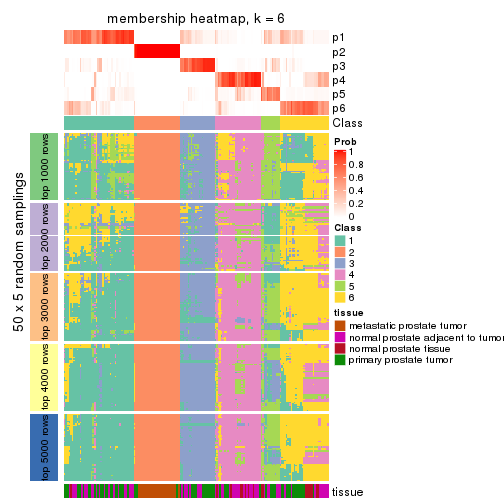 membership heatmap, k = 6
p1
p2
p3
p4
p5
p6
Class
50 x 5 random samplings
top 1000 rows
top 2000 rows
top 3000 rows
top 4000 rows
top 5000 rows
Prob
1
0.8
0.6
0.4
0.2
0
Class
1
2
3
4
5
6
tissue
metastatic prostate tumor
normal prostate adjacent to tumor
normal prostate tissue
primary prostate tumor
tissue